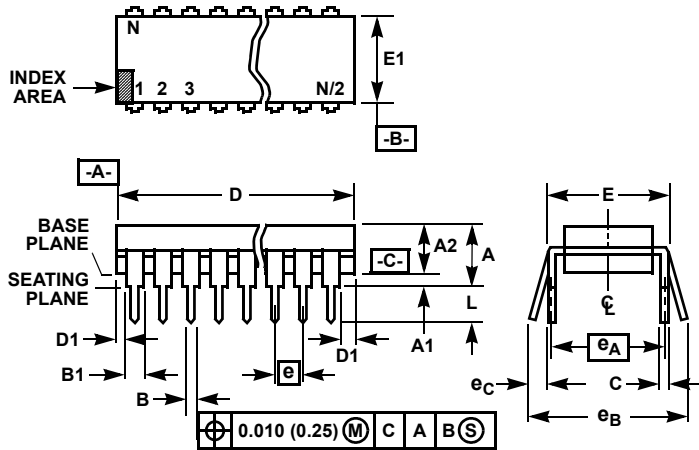 N
E1
INDEX
AREA
1 2 3 N/2
-B-
-A-
D
E
BASE
PLANE
A2
A
-C-
SEATING
PLANE
L
℄
D1
A1
D1
eA
B1
e
eC
C
B
eB
⌖ 0.010 (0.25) Ⓜ C A B Ⓢ